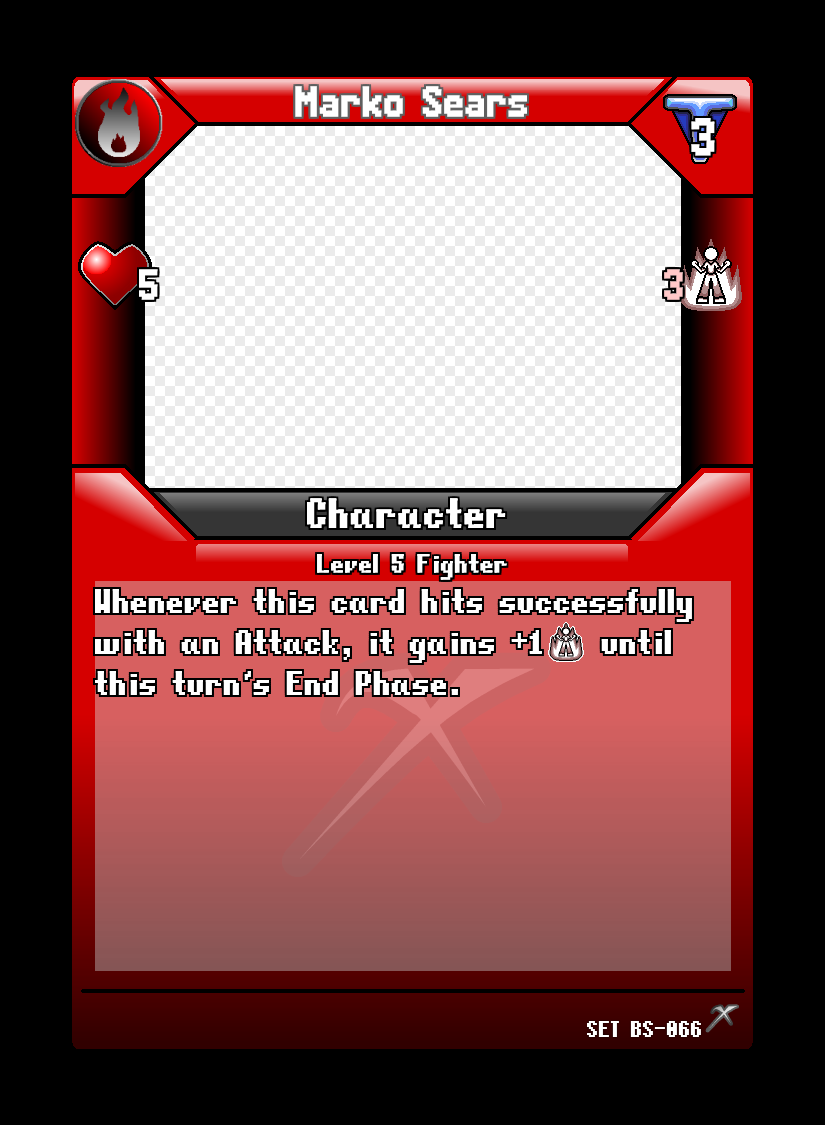 Marko Sears
3
5
3
Character
Level 5 Fighter
Whenever this card hits successfully
with an Attack, it gains +1 until
this turn's End Phase.
SET BS-066